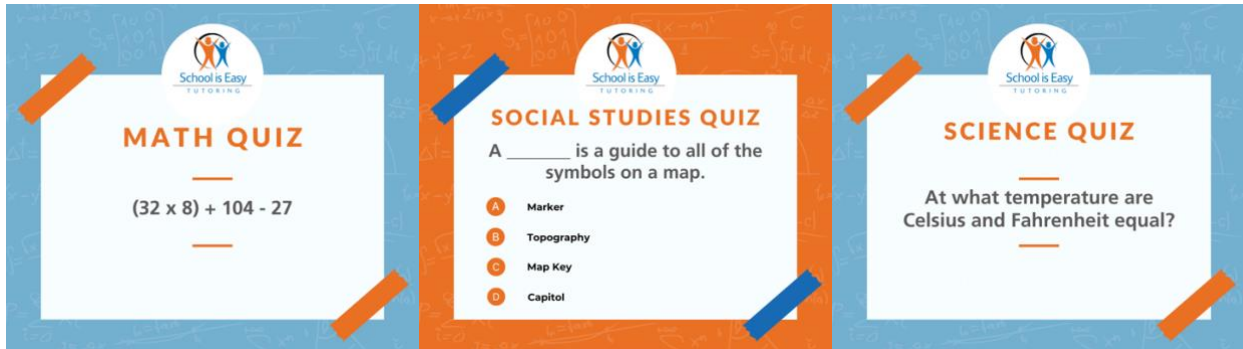 School is Easy
TUTORING
MATH QUIZ
(32 x 8) + 104 - 27
School is Easy
TUTORING
SOCIAL STUDIES QUIZ
A _______ is a guide to all of the
symbols on a map.
A Marker
B Topography
C Map Key
D Capitol
School is Easy
TUTORING
SCIENCE QUIZ
At what temperature are
Celsius and Fahrenheit equal?